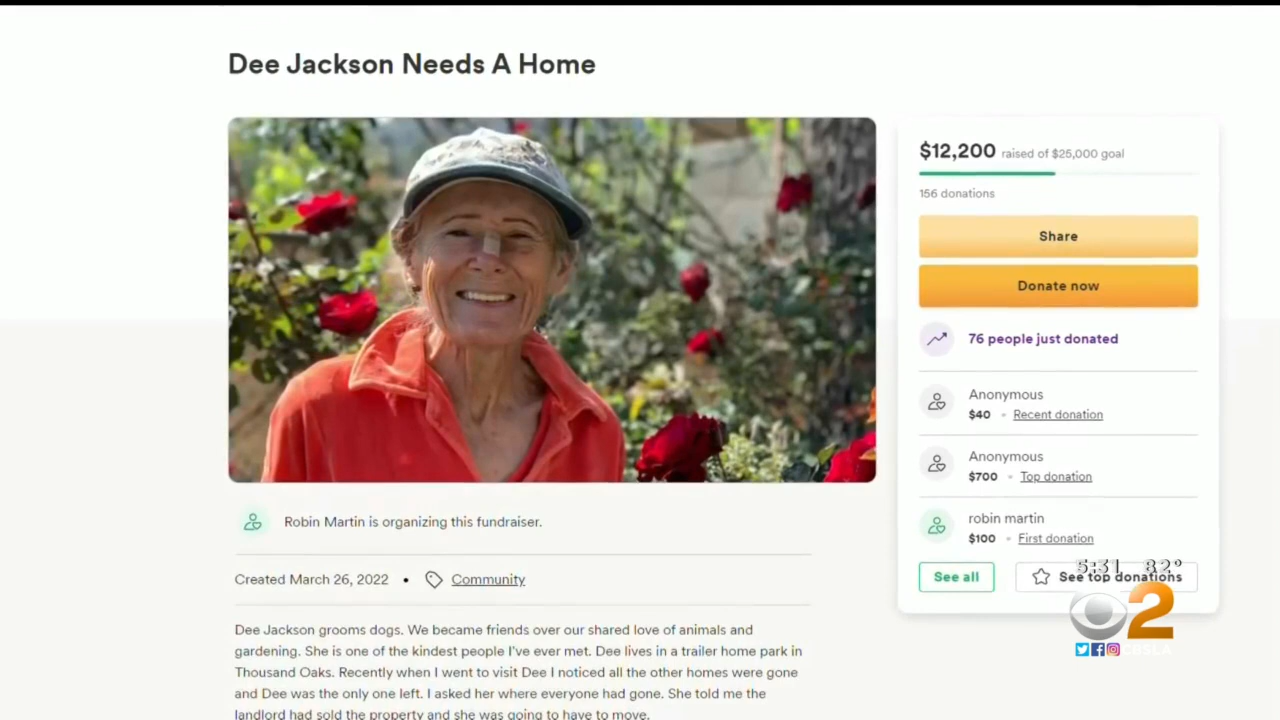 Dee Jackson Needs A Home
$12,200 raised of $25,000 goal
156 donations
Share
Donate now
76 people just donated
Anonymous
$40 • Recent donation
Anonymous
$700 • Top donation
robin martin
$100 • First donation
See all
See top donations
Robin Martin is organizing this fundraiser.
Created March 26, 2022 • Community
Dee Jackson grooms dogs. We became friends over our shared love of animals and
gardening. She is one of the kindest people I've ever met. Dee lives in a trailer home park in
Thousand Oaks. Recently when I went to visit Dee I noticed all the other homes were gone
and Dee was the only one left. I asked her where everyone had gone. She told me the
landlord had sold the property and she was going to have to move.
5:31 82°
2
CBSLA